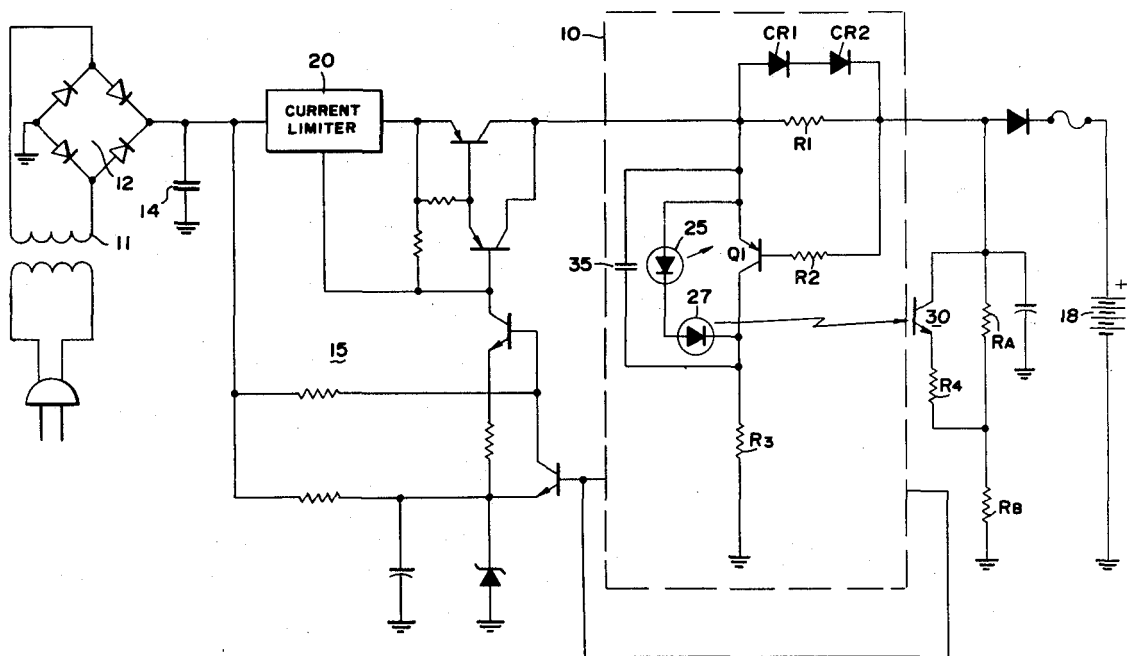 10
CR1
CR2
20
CURRENT
LIMITER
R1
12
14
11
25
Q1
R2
35
27
30
RA
18
+
R4
15
R3
RB